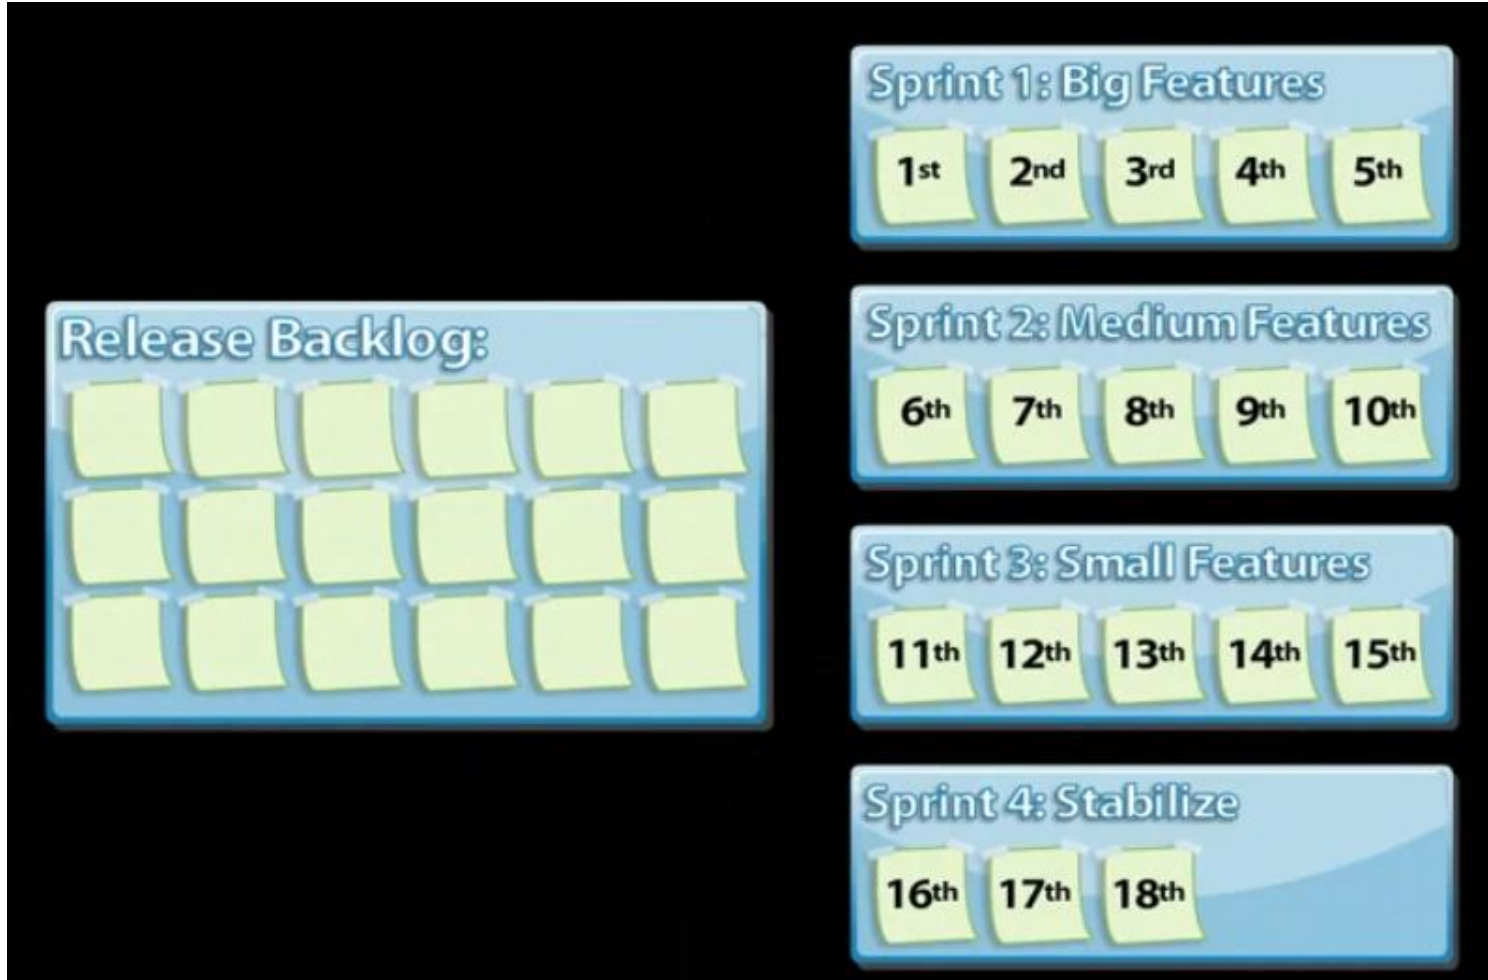 Release Backlog:
Sprint 1: Big Features
1st 2nd 3rd 4th 5th
Sprint 2: Medium Features
6th 7th 8th 9th 10th
Sprint 3: Small Features
11th 12th 13th 14th 15th
Sprint 4: Stabilize
16th 17th 18th